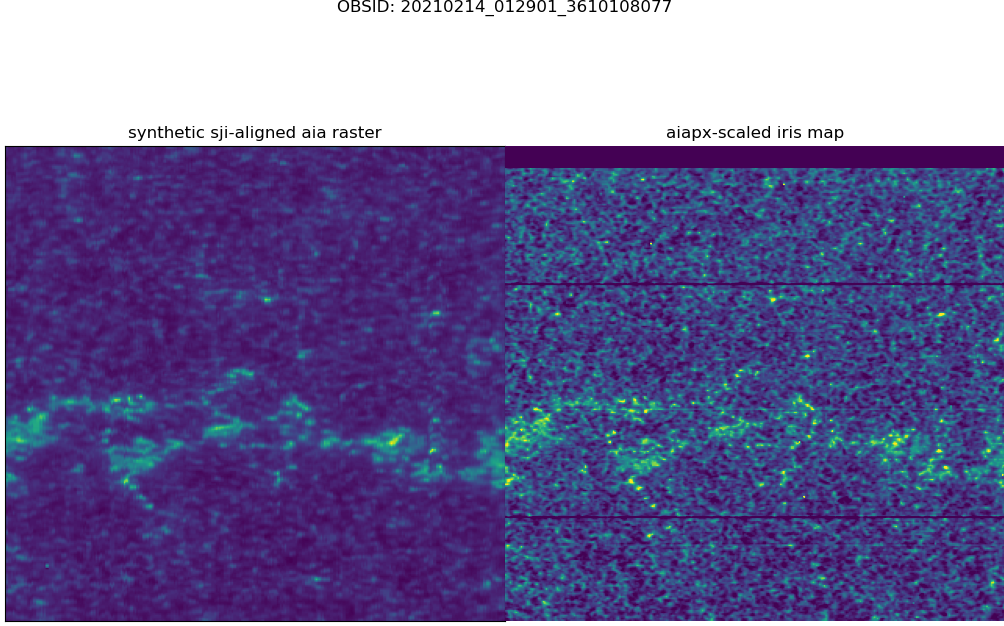 OBSID: 20210214_012901_3610108077
synthetic sji-aligned aia raster
aiapx-scaled iris map